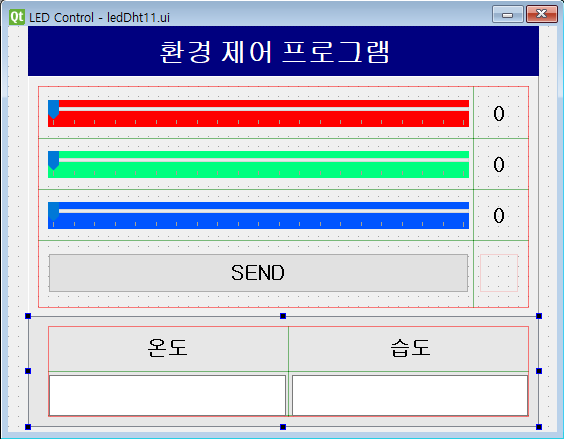 Qt LED Control - ledDht11.ui
환경 제어 프로그램
0
0
0
SEND
온도 습도